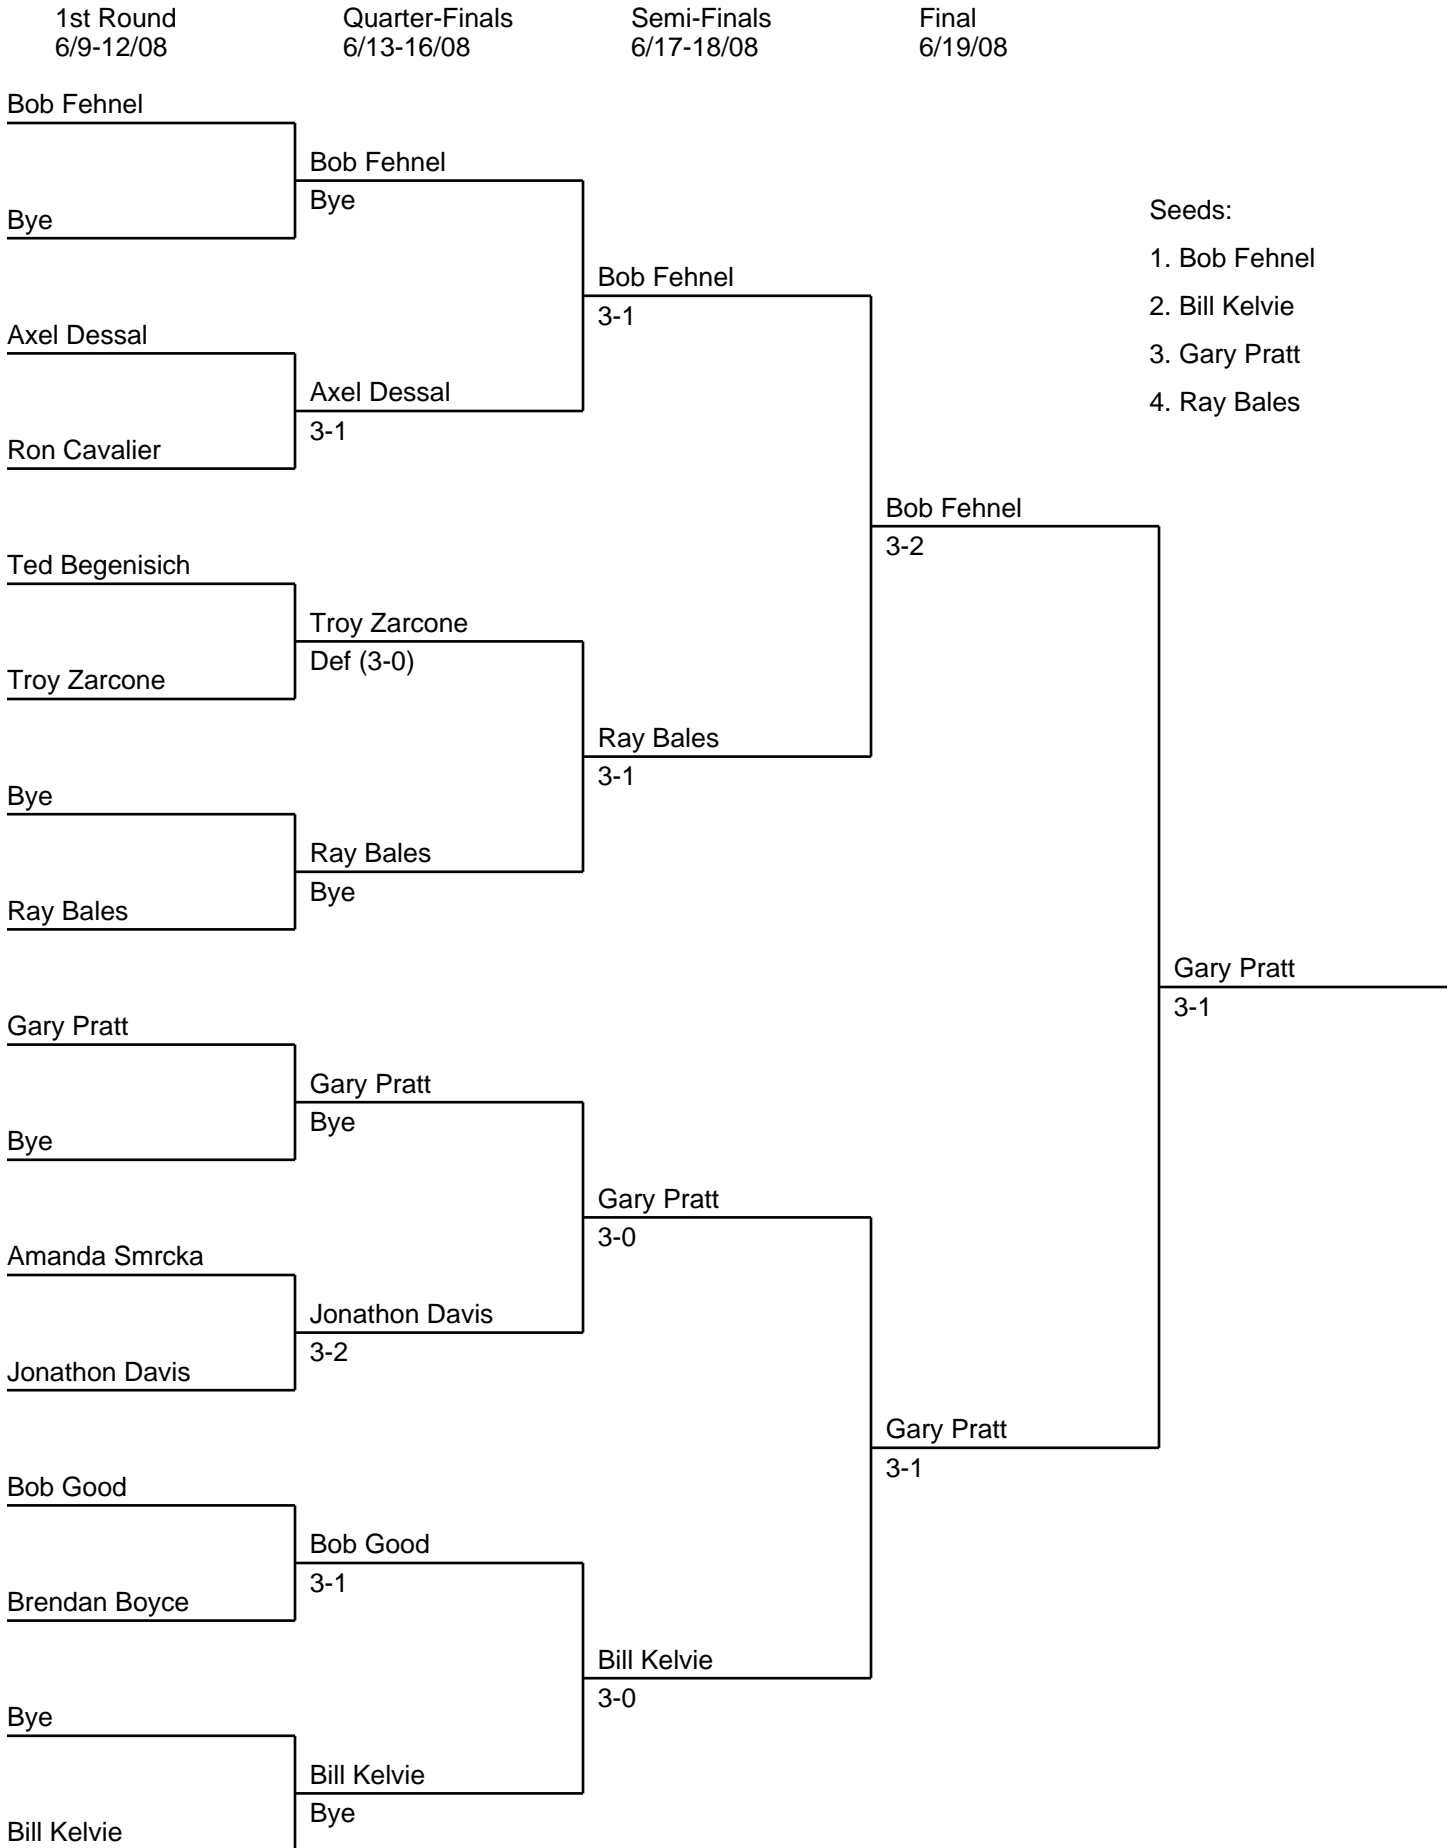 1st Round
6/9-12/08
Quarter-Finals
6/13-16/08
Semi-Finals
6/17-18/08
Final
6/19/08
Bob Fehnel
Bye
Axel Dessal
Ron Cavalier
Ted Begenisich
Troy Zarcone
Bye
Ray Bales
Gary Pratt
Bye
Amanda Smrcka
Jonathon Davis
Bob Good
Brendan Boyce
Bye
Bill Kelvie
Bob Fehnel
Bye
Axel Dessal
3-1
Troy Zarcone
Def (3-0)
Ray Bales
Bye
Gary Pratt
Bye
Jonathon Davis
3-2
Bob Good
3-1
Bill Kelvie
Bye
Bob Fehnel
3-1
Ray Bales
3-1
Gary Pratt
3-0
Bill Kelvie
3-0
Bob Fehnel
3-2
Gary Pratt
3-1
Gary Pratt
3-1
Seeds:
1. Bob Fehnel
2. Bill Kelvie
3. Gary Pratt
4. Ray Bales